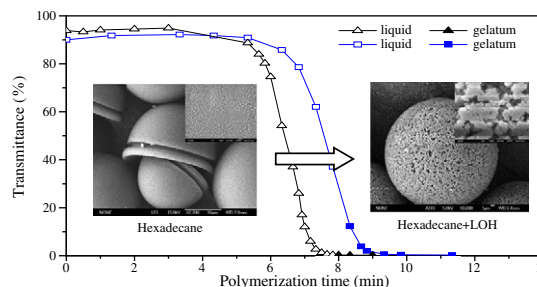 100
80
60
40
20
0
Transmittance (%)
liquid
gelatum
liquid
gelatum
Hexadecane
Hexadecane+LOH
0
2
4
6
8
10
12
Polymerization time (min)